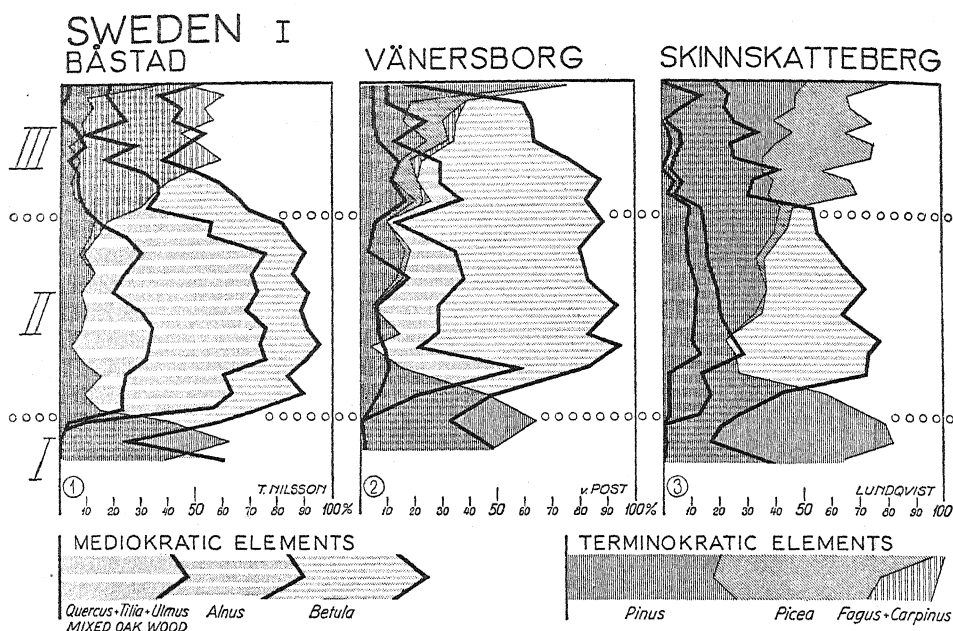 SWEDEN I
BÅSTAD VÄNERSBORG SKINNSKATTEBERG
III
II
I
1 T. NILSSON 2 v. POST 3 LUNDQVIST
10 20 30 40 50 60 70 80 90 100% 10 20 30 40 50 60 70 80 90 100% 10 20 30 40 50 60 70 80 90 100
MEDIOKRATIC ELEMENTS TERMINOKRATIC ELEMENTS
Quercus+Tilia+Ulmus Alnus Betula Pinus Picea Fagus+Carpinus
MIXED OAK WOOD